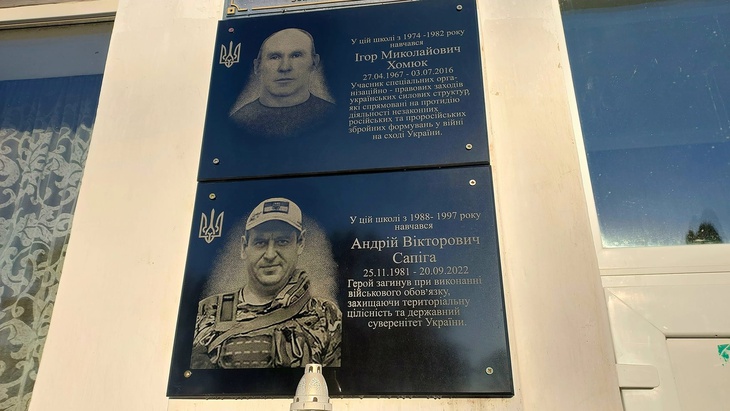 У цій школі з 1974 -1982 року
навчався
Ігор Миколайович
Хомюк
27.04.1967 - 03.07.2016
Учасник спеціальних орга-
нізаційно - правових заходів
українських силових структур,
які спрямовані на протидію
діяльності незаконних
російських та проросійських
збройних формувань у війні
на сході України.
У цій школі з 1988- 1997 року
навчався
Андрій Вікторович
Сапіга
25.11.1981 - 20.09.2022
Герой загинув при виконанні
військового обов'язку,
захищаючи територіальну
цілісність та державний
суверенітет України.